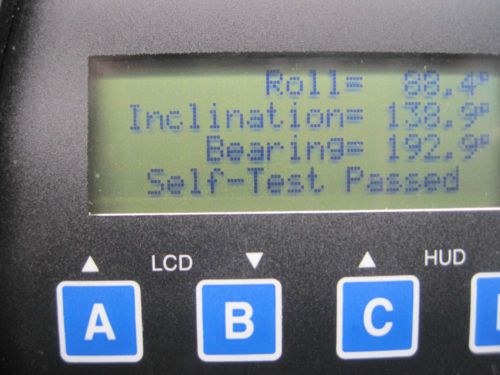 Roll= 88.4°
Inclination= 138.9°
Bearing= 192.9°
Self-Test Passed
▲ LCD ▼ ▲ HUD
A B C